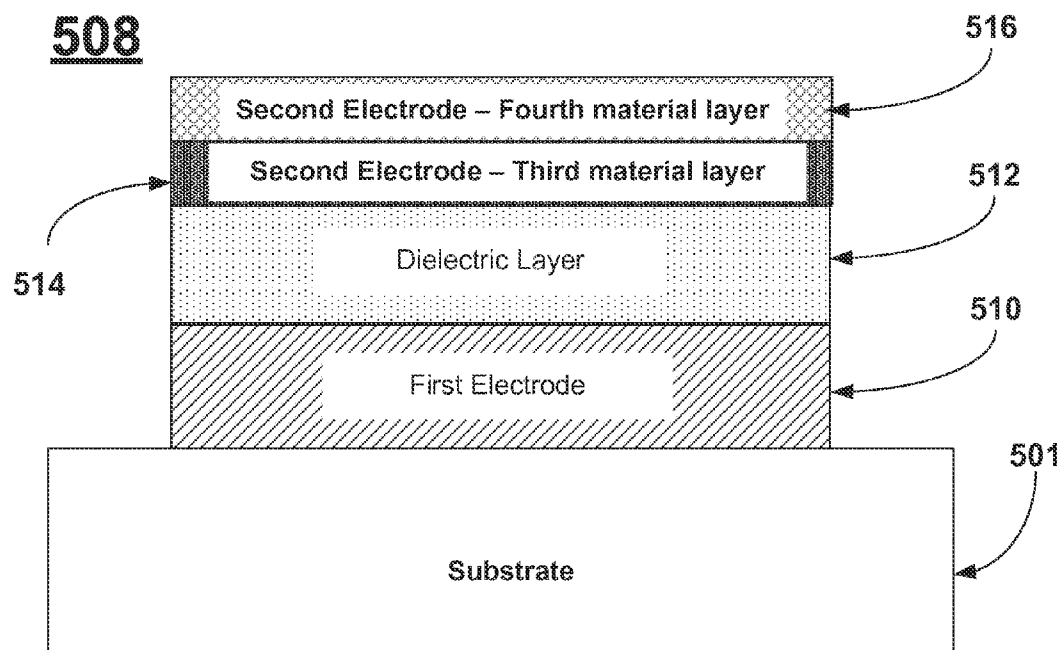 508
516
Second Electrode – Fourth material layer
Second Electrode – Third material layer
512
Dielectric Layer
514
510
First Electrode
501
Substrate